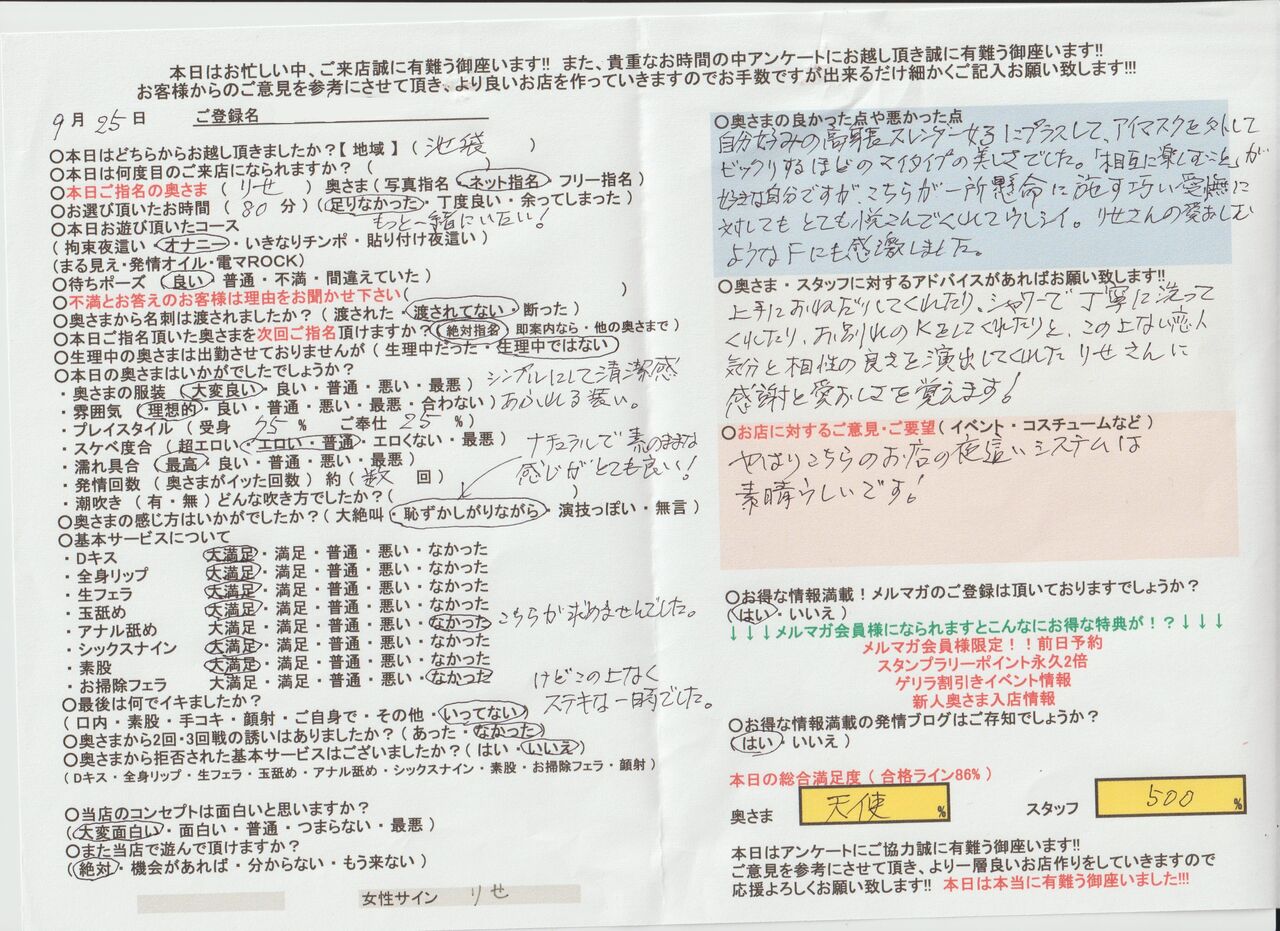 本日はお忙しい中、ご来店誠に有難う御座います!! また、貴重なお時間の中アンケートにお越し頂き誠に有難う御座います!!
お客様からのご意見を参考にさせて頂き、より良いお店を作っていきますのでお手数ですが出来るだけ細かくご記入お願い致します!!!
9月 25日 ご登録名
〇本日はどちらからお越し頂きましたか?【 地域 】( 池袋 )
〇本日は何度目のご来店になられますか? ( )
〇本日ご指名の奥さま ( りせ ) 奥さま ( 写真指名・ネット指名・フリー指名 )
〇お選び頂いたお時間 ( 80分 ) (足りなかった・丁度良い・余ってしまった )
〇本日お遊び頂いたコース もっと一緒にいたい!
( 拘束夜這い・オナニー・いきなりチンポ・貼り付け夜這い )
(まる見え・発情オイル・電マROCK)
〇待ちポーズ ( 良い・普通・不満・間違えていた )
〇不満とお答えのお客様は理由をお聞かせ下さい( )
〇奥さまから名刺は渡されましたか? ( 渡された・渡されてない・断った )
〇本日ご指名頂いた奥さまを次回ご指名頂けますか? (絶対指名 即案内なら・他の奥さまで )
〇生理中の奥さまは出勤させておりませんが ( 生理中だった・生理中ではない )
〇本日の奥さまはいかがでしたでしょうか?
・奥さまの服装 (大変良い・良い・普通・悪い・最悪 ) シンプルにして清潔感
・雰囲気 ( 理想的・良い・普通・悪い・最悪・合わない ) あふれる装い。
・プレイスタイル ( 受身 75 % ご奉仕 25 % )
・スケベ度合 ( 超エロい・エロい・普通・エロくない・最悪 )
・濡れ具合 (最高・良い・普通・悪い・最悪 ) ナチュラルで素のままな
・発情回数 ( 奥さまがイッた回数 ) 約 ( 数 回 ) 感じがとても良い!
・潮吹き ( 有・無 ) どんな吹き方でしたか?( )
〇奥さまの感じ方はいかがでしたか? ( 大絶叫・恥ずかしがりながら・演技っぽい・無言 )
〇基本サービスについて
・Dキス 大満足・満足・普通・悪い・なかった
・全身リップ 大満足・満足・普通・悪い・なかった
・生フェラ 大満足・満足・普通・悪い・なかった
・玉舐め 大満足・満足・普通・悪い・なかった
・アナル舐め 大満足・満足・普通・悪い・なかった こちらが求めませんでした。
・シックスナイン 大満足・満足・普通・悪い・なかった
・素股 大満足・満足・普通・悪い・なかった
・お掃除フェラ 大満足・満足・普通・悪い・なかった けどこの上なく
〇最後は何でイキましたか? ステキな一時でした。
( 口内・素股・手コキ・顔射・ご自身で・その他・いってない)
〇奥さまから2回・3回戦の誘いはありましたか? (あった・なかった)
〇奥さまから拒否された基本サービスはございましたか? ( はい・いいえ )
( Dキス・全身リップ・生フェラ・玉舐め・アナル舐め・シックスナイン・素股・お掃除フェラ・顔射 )
〇当店のコンセプトは面白いと思いますか?
(大変面白い・面白い・普通・つまらない・最悪 )
〇また当店で遊んで頂けますか?
(絶対・機会があれば・分からない・もう来ない )
女性サイン りせ
〇奥さまの良かった点や悪かった点
自分好みの高身長スレンダー女子にプラスして、アイマスクを外して
ビックリするほどのマイタイプの美しさでした。「相互に楽しむこと」が
好きな自分ですがこちらが一所懸命に施す巧い愛撫に
対してもとても悦こんでくれてウレシイ。りせさんの愛おしむ
ようなFにも感激しました。
〇奥さま・スタッフに対するアドバイスがあればお願い致します!!
上手におねだりしてくれたり、シャワーで丁寧に洗って
くれたり、お別れのKをしてくれたりと、この上ない恋人
気分と相性の良さを演出してくれたりせさんに
感謝と愛おしさを覚えます!
〇お店に対するご意見・ご要望( イベント・コスチュームなど )
やはりこちらのお店の夜這いシステムは
素晴らしいです!
〇お得な情報満載!メルマガのご登録は頂いておりますでしょうか?
( はい・いいえ )
↓↓↓メルマガ会員様になられますとこんなにお得な特典が!?↓↓↓
メルマガ会員様限定!!前日予約
スタンプラリーポイント永久2倍
ゲリラ割引きイベント情報
新人奥さま入店情報
〇お得な情報満載の発情ブログはご存知でしょうか?
( はい・いいえ )
本日の総合満足度 ( 合格ライン86% )
奥さま 天使 % スタッフ 500 %
本日はアンケートにご協力誠に有難う御座います!!
ご意見を参考にさせて頂き、より一層良いお店作りをしていきますので
応援よろしくお願い致します!! 本日は本当に有難う御座いました!!!